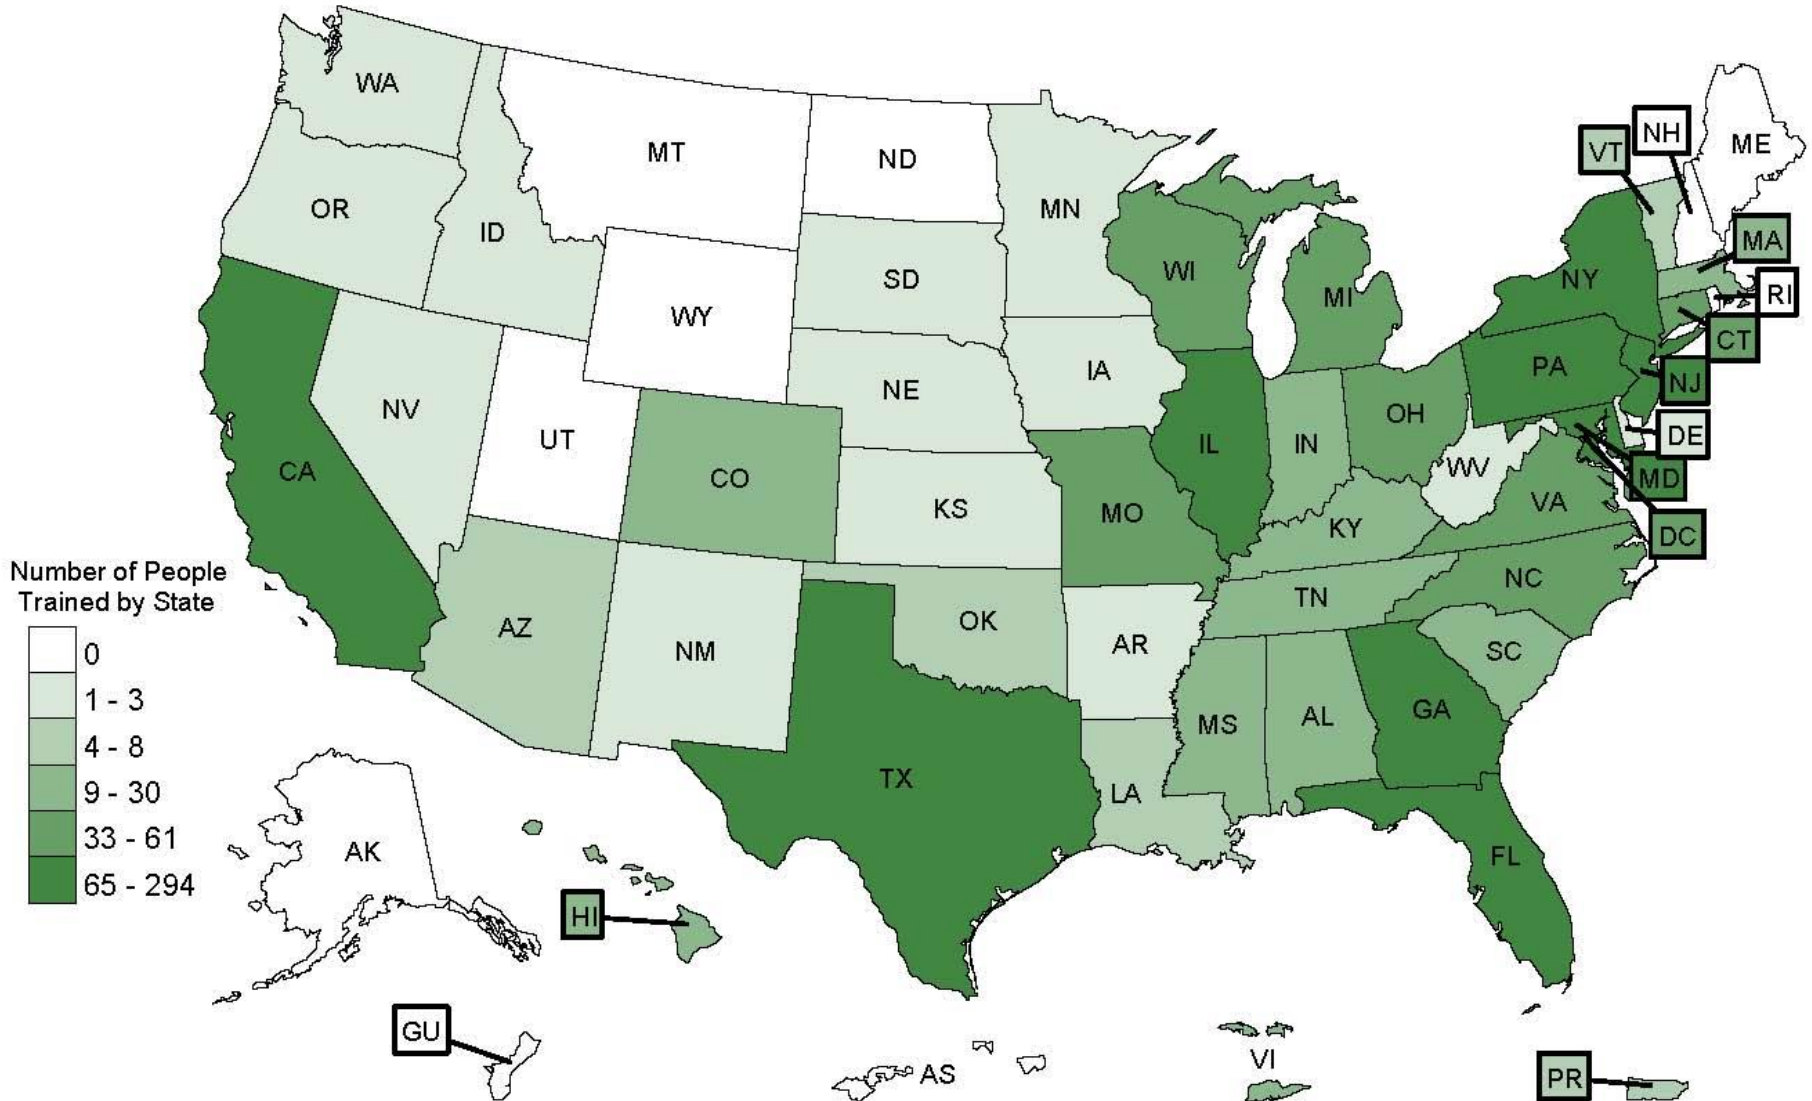 WA
MT
ND
MN
OR
ID
SD
WI
MI
VT
NH
ME
MA
NY
RI
CT
WY
NE
IA
PA
NJ
NV
UT
CO
IL
IN
OH
DE
MD
CA
KS
MO
WV
VA
DC
KY
Number of People
Trained by State
0
1 - 3
4 - 8
9 - 30
33 - 61
65 - 294
AZ
NM
OK
AR
TN
NC
SC
MS
AL
GA
TX
LA
FL
AK
HI
GU
AS
VI
PR